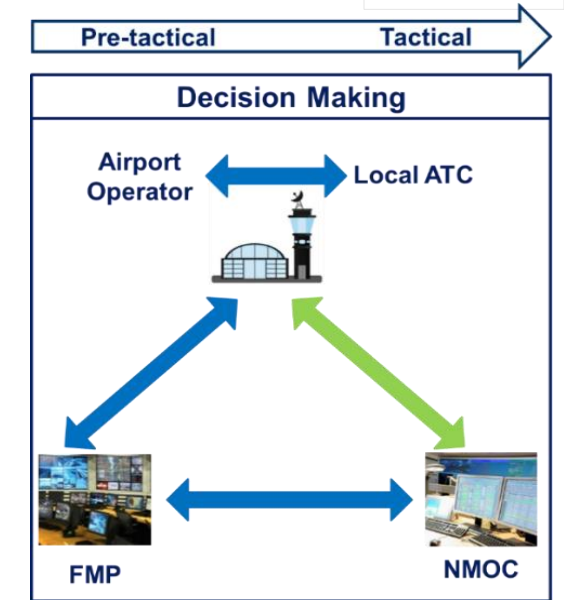 Pre-tactical Tactical
Decision Making
Airport
Operator
Local ATC
FMP
NMOC